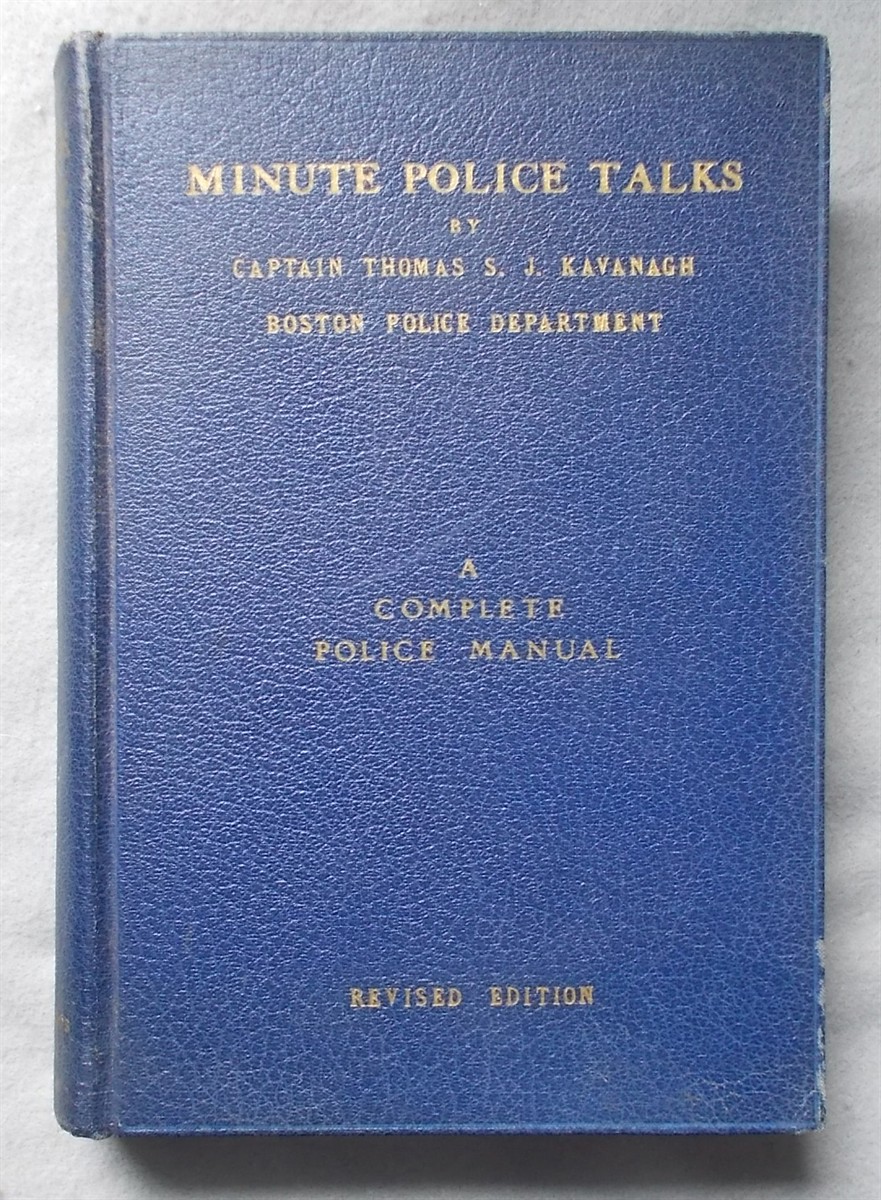 MINUTE POLICE TALKS
BY
CAPTAIN THOMAS S. J. KAVANAGH
BOSTON POLICE DEPARTMENT
A
COMPLETE
POLICE MANUAL
REVISED EDITION